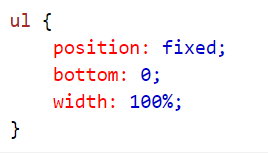 ul {
    position: fixed;
    bottom: 0;
    width: 100%;
}